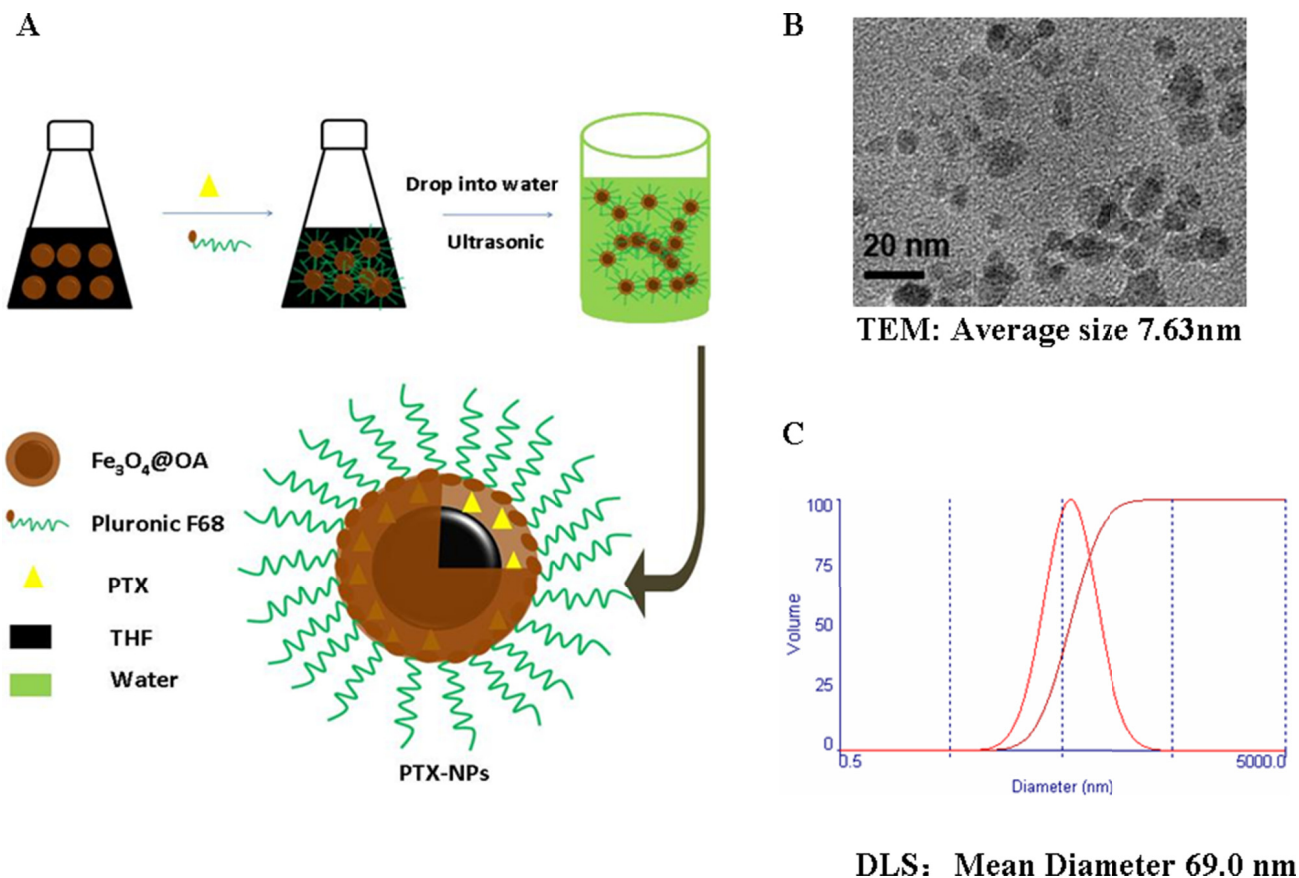 A
Drop into water
Ultrasonic
Fe₃O₄@OA
Pluronic F68
PTX
THF
Water
PTX-NPs
B
20 nm
TEM: Average size 7.63nm
C
100
75
50
25
0
Volume
0.5
5000.0
Diameter (nm)
DLS: Mean Diameter 69.0 nm